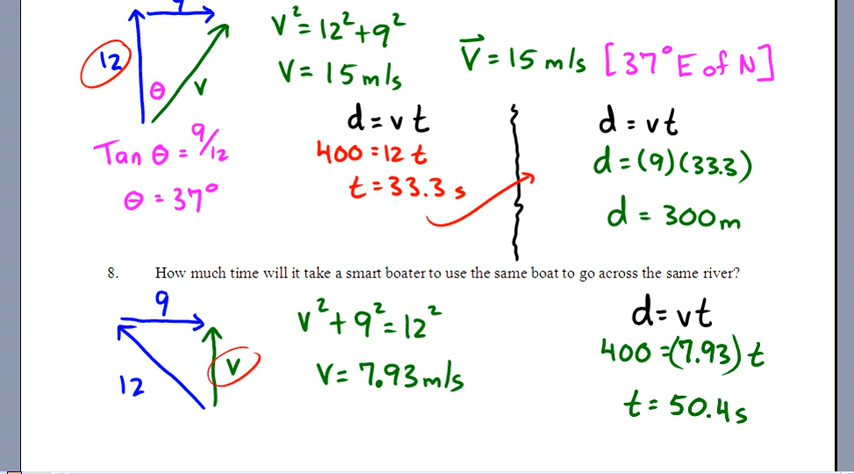 9
12
θ
v
v²=12²+9²
v= 15 m/s
v⃗ = 15 m/s [37° E of N]
Tan θ = 9/12
θ = 37°
d = v t
400 = 12 t
t = 33.3 s
d = vt
d = (9)(33.3)
d = 300m
8. How much time will it take a smart boater to use the same boat to go across the same river?
9
12
v
v²+9²=12²
v= 7.93 m/s
d= vt
400 =(7.93) t
t= 50.4s